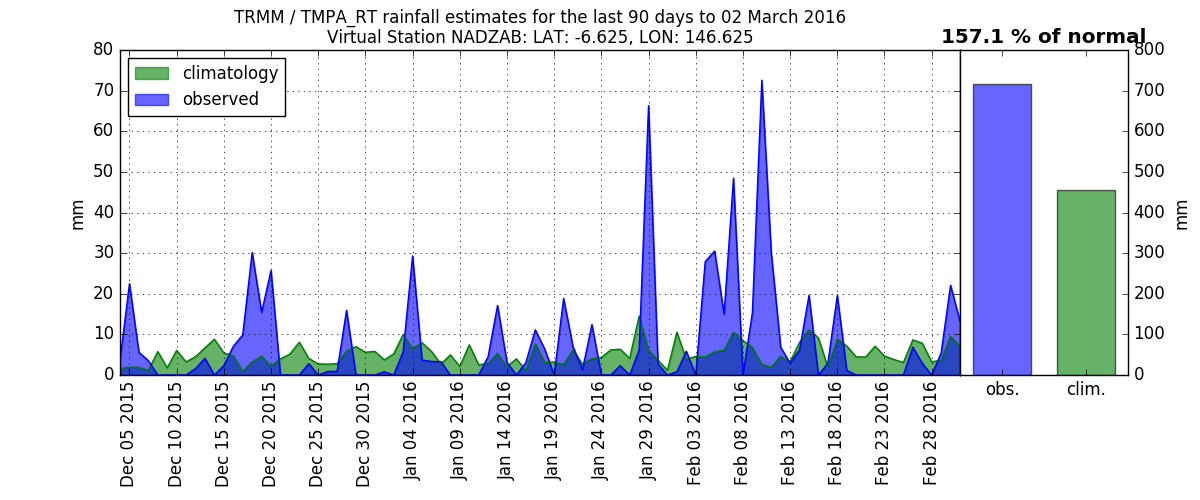 TRMM / TMPA_RT rainfall estimates for the last 90 days to 02 March 2016
Virtual Station NADZAB: LAT: -6.625, LON: 146.625
157.1 % of normal
climatology
observed
80
70
60
50
40
30
20
10
0
mm
Dec 05 2015
Dec 10 2015
Dec 15 2015
Dec 20 2015
Dec 25 2015
Dec 30 2015
Jan 04 2016
Jan 09 2016
Jan 14 2016
Jan 19 2016
Jan 24 2016
Jan 29 2016
Feb 03 2016
Feb 08 2016
Feb 13 2016
Feb 18 2016
Feb 23 2016
Feb 28 2016
800
700
600
500
400
300
200
100
0
mm
obs.
clim.